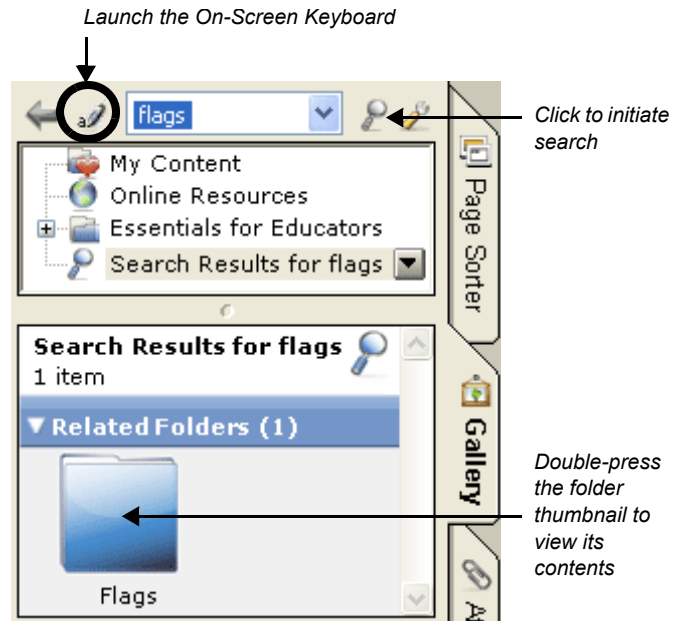 Launch the On-Screen Keyboard
flags
Click to initiate
search
My Content
Online Resources
Essentials for Educators
Search Results for flags
Page Sorter
Search Results for flags
1 item
Related Folders (1)
Gallery
Double-press
the folder
thumbnail to
view its
contents
Flags